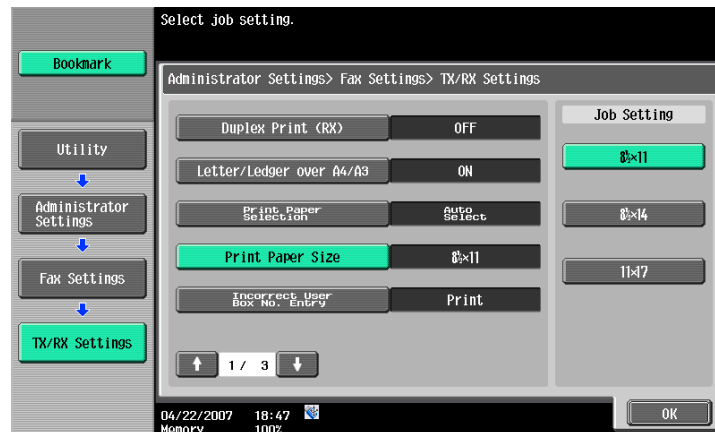 Select job setting.
Bookmark
Administrator Settings> Fax Settings> TX/RX Settings
Utility
Administrator
Settings
Fax Settings
TX/RX Settings
Duplex Print (RX) OFF
Letter/Ledger over A4/A3 ON
Print Paper
Selection
Auto
Select
Print Paper Size 8½×11
Incorrect User
Box No. Entry
Print
1/ 3
Job Setting
8½×11
8½×14
11×17
04/22/2007 18:47
Memory 100%
OK